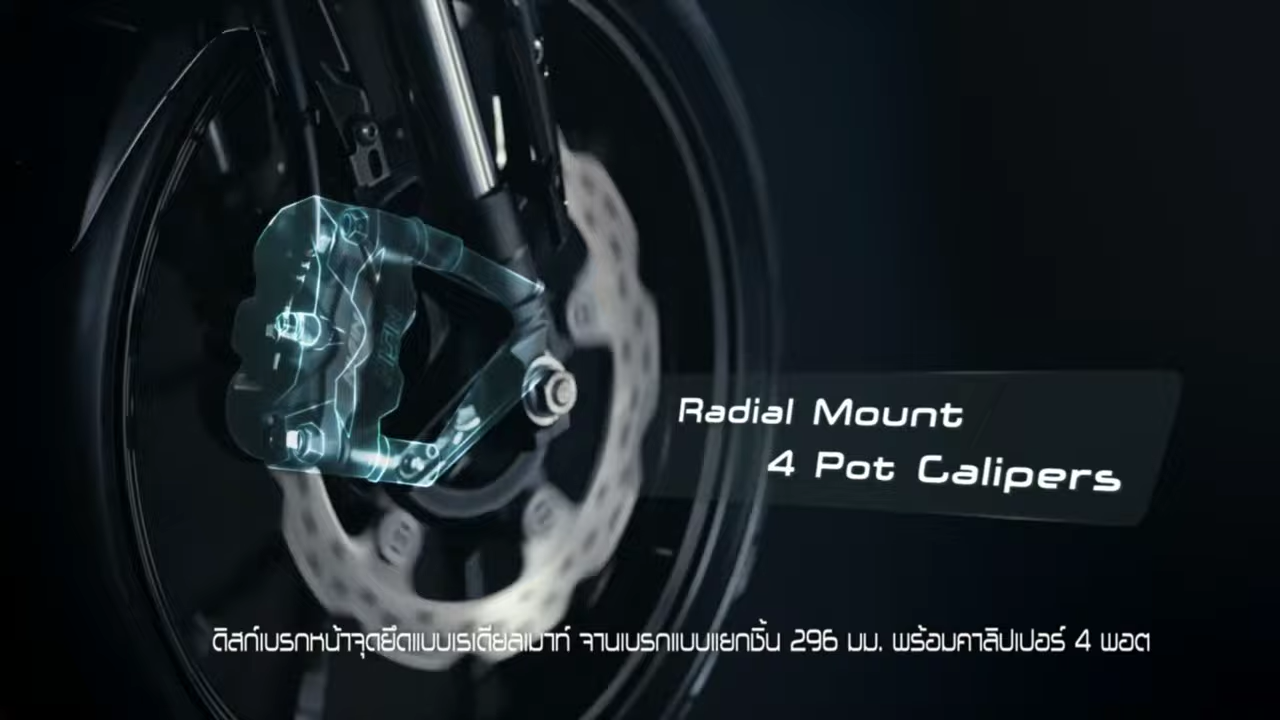 Radial Mount
4 Pot Calipers
ดิสก์เบรกหน้าจุดยึดแบบเรเดียลเมาท์ จานเบรกแบบแยกชิ้น 296 มม. พร้อมคาลิปเปอร์ 4 พอต